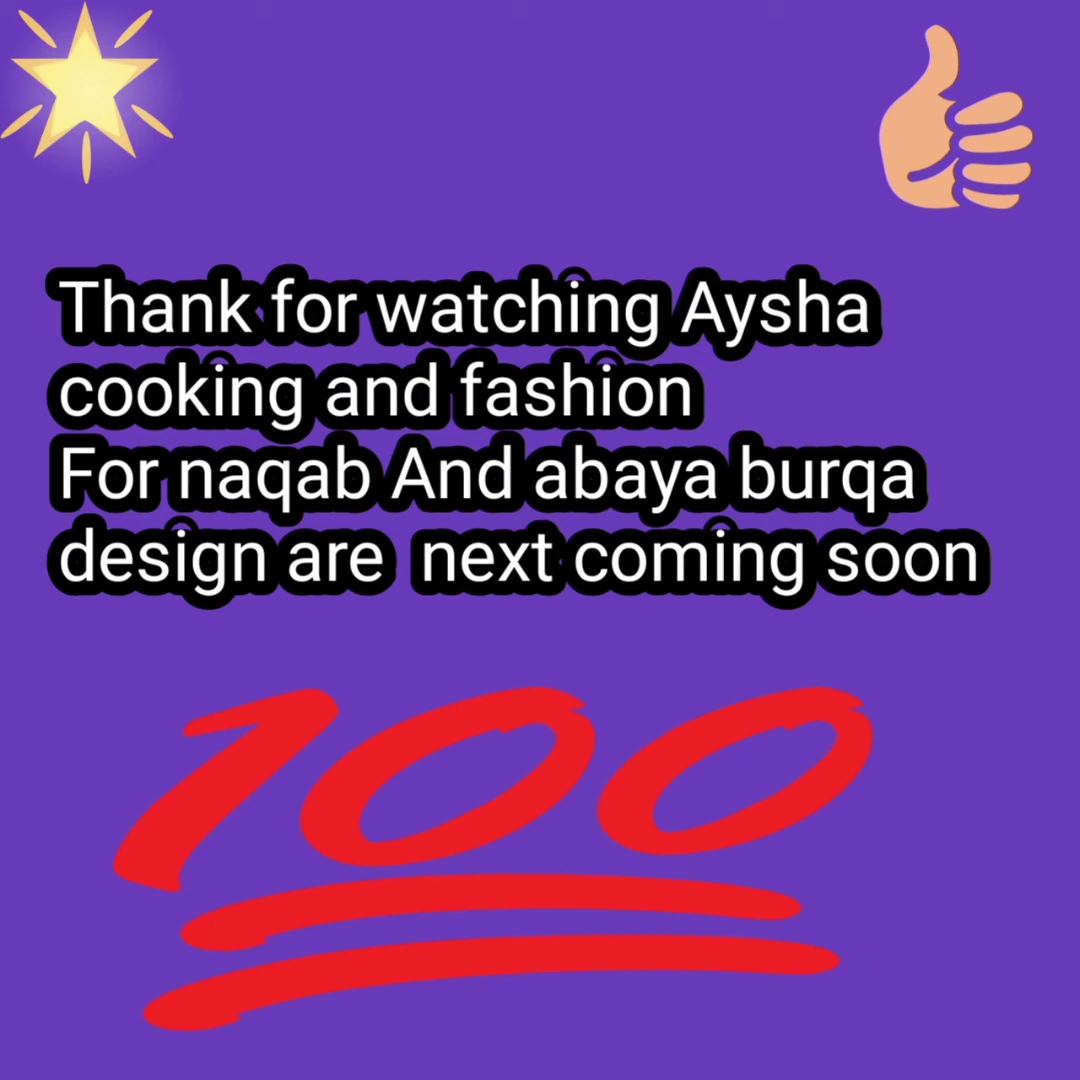 Thank for watching Aysha
cooking and fashion
For naqab And abaya burqa
design are next coming soon
100